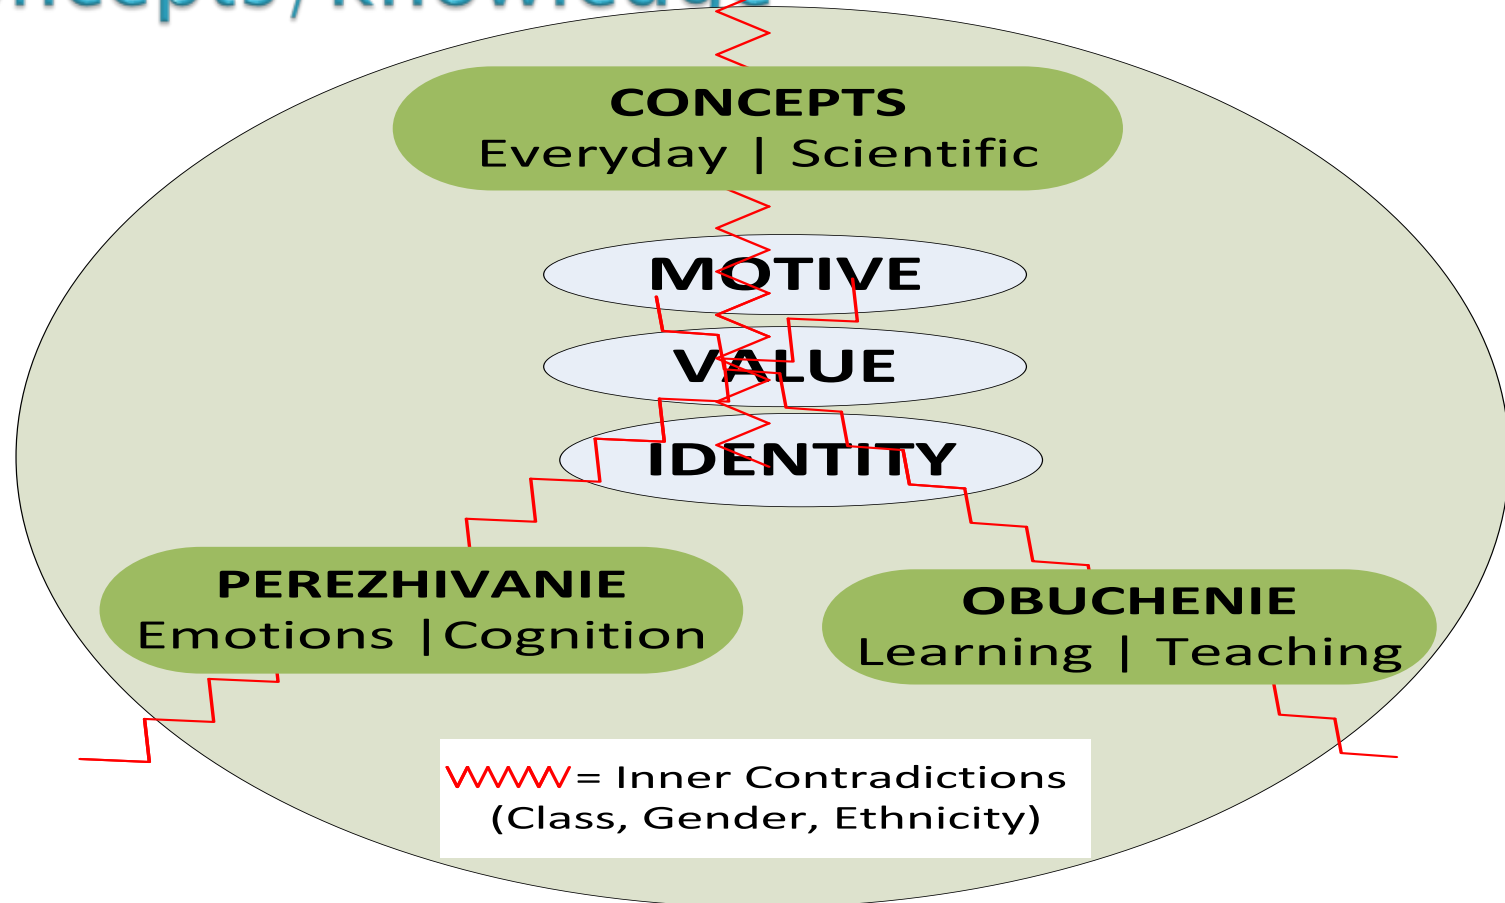 CONCEPTS
Everyday | Scientific
MOTIVE
VALUE
IDENTITY
PEREZHIVANIE
Emotions |Cognition
OBUCHENIE
Learning | Teaching
= Inner Contradictions
(Class, Gender, Ethnicity)